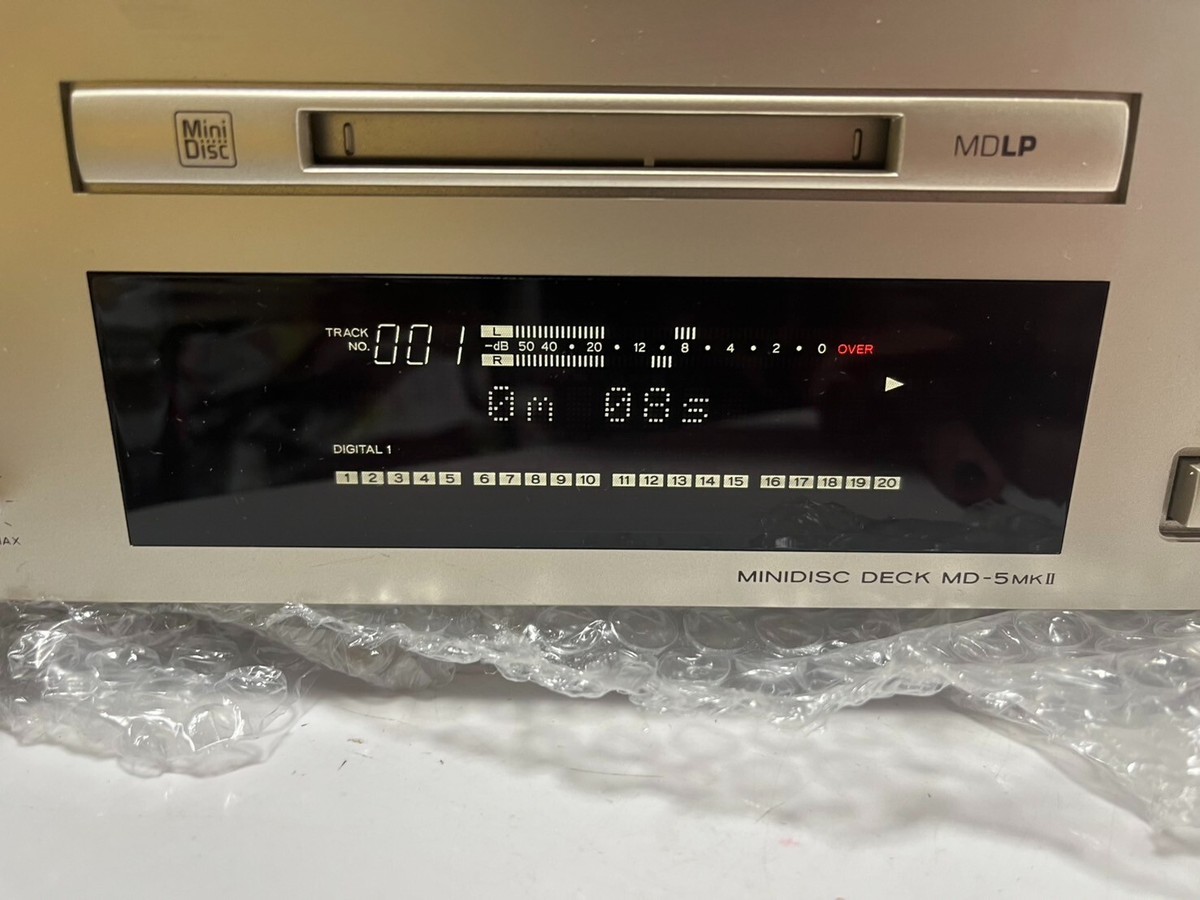 Mini
Disc
MDLP
TRACK
NO.
001
L
-dB 50 40 • 20 • 12 • 8 • 4 • 2 • 0 OVER
R
0m 08s
DIGITAL 1
1 2 3 4 5 6 7 8 9 10 11 12 13 14 15 16 17 18 19 20
MINIDISC DECK MD-5MKII